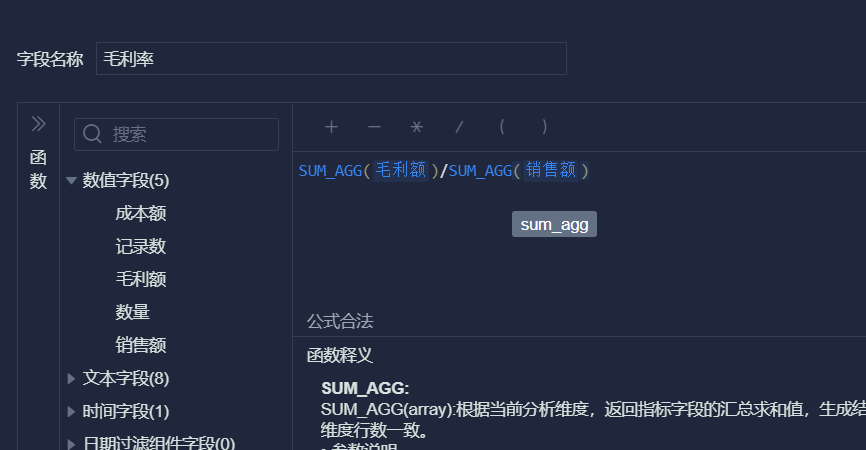 字段名称 毛利率
函数
搜索
+ − * / ( )
数值字段(5)
SUM_AGG(毛利额)/SUM_AGG(销售额)
成本额
sum_agg
记录数
毛利额
数量
公式合法
销售额
函数释义
文本字段(8)
SUM_AGG:
SUM_AGG(array):根据当前分析维度，返回指标字段的汇总求和值，生成结
时间字段(1)
维度行数一致。
日期过滤组件字段(0)